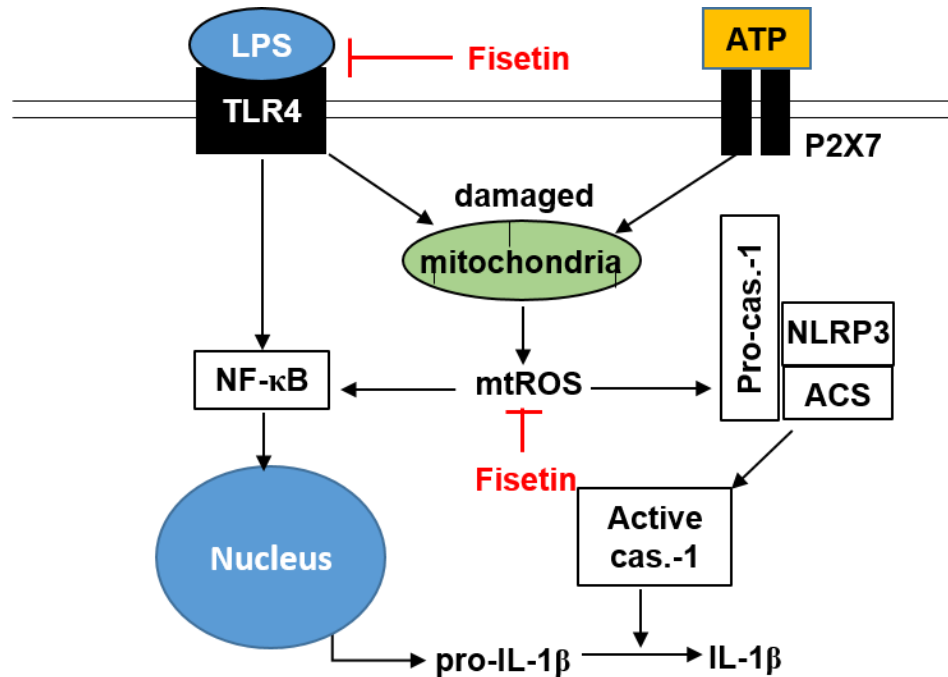 LPS
Fisetin
ATP
TLR4
P2X7
damaged
mitochondria
Pro-cas.-1
NLRP3
ACS
NF-κB
mtROS
Fisetin
Active
cas.-1
Nucleus
pro-IL-1β
IL-1β